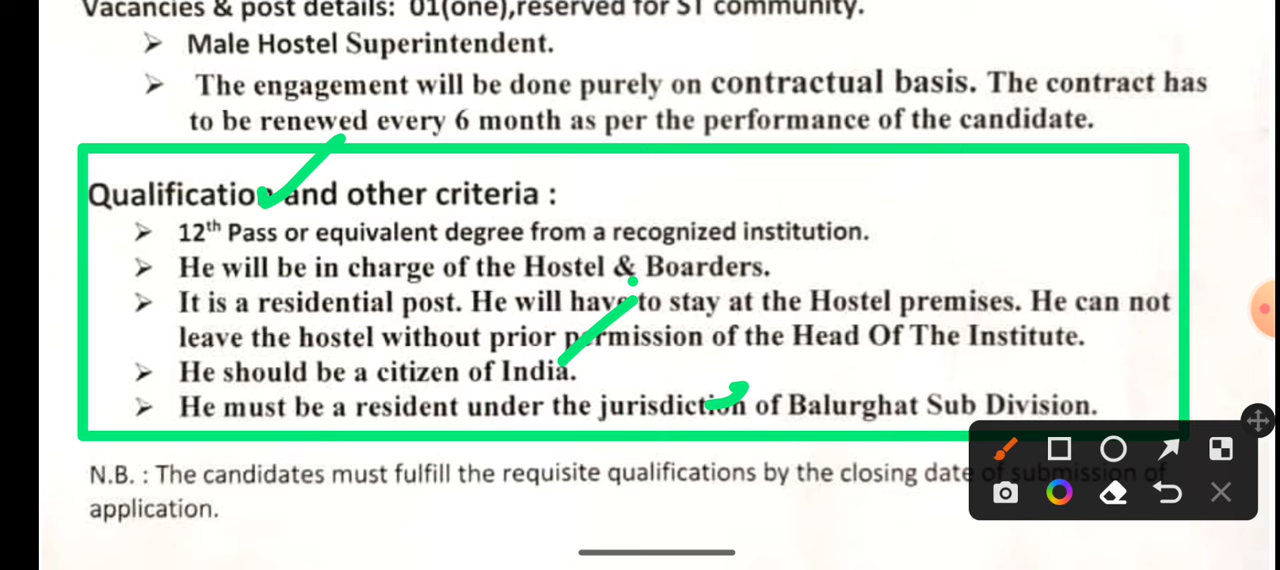 Vacancies & post details: 01(one),reserved for ST community.
➢ Male Hostel Superintendent.
➢ The engagement will be done purely on contractual basis. The contract has
to be renewed every 6 month as per the performance of the candidate.
Qualification and other criteria :
➢ 12th Pass or equivalent degree from a recognized institution.
➢ He will be in charge of the Hostel & Boarders.
➢ It is a residential post. He will have to stay at the Hostel premises. He can not
leave the hostel without prior permission of the Head Of The Institute.
➢ He should be a citizen of India.
➢ He must be a resident under the jurisdiction of Balurghat Sub Division.
N.B. : The candidates must fulfill the requisite qualifications by the closing date of submission of
application.